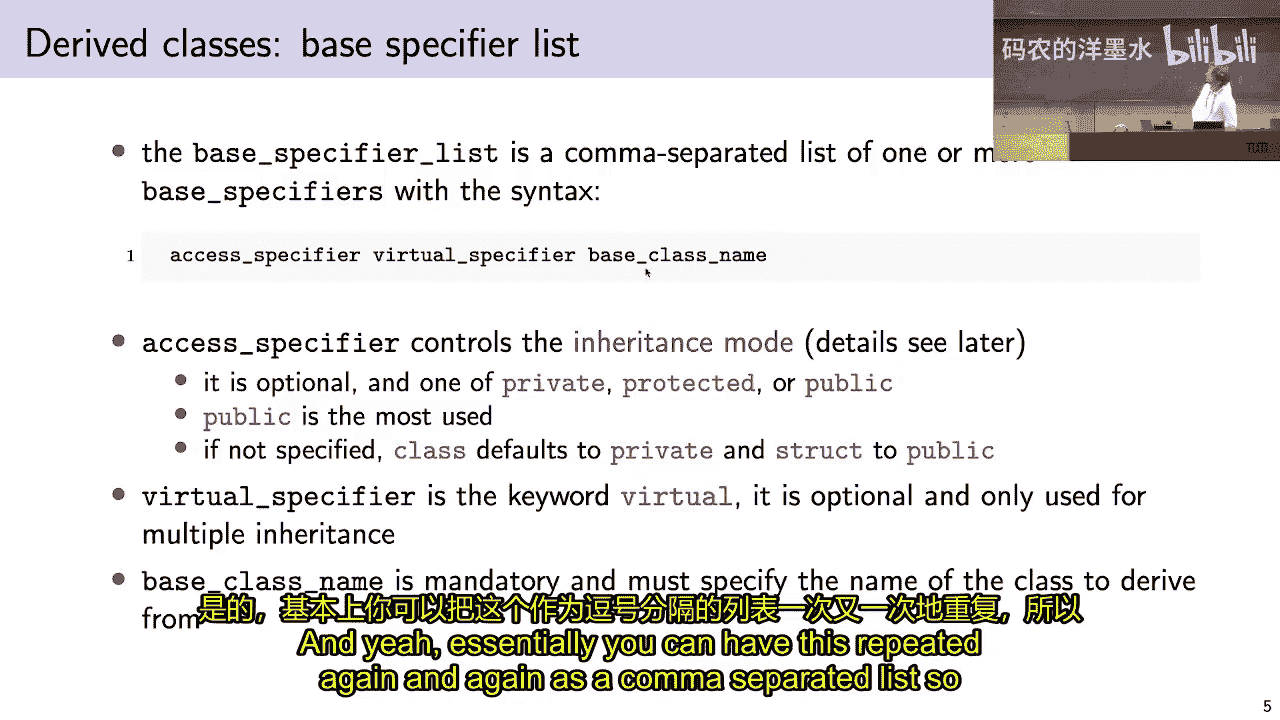 Derived classes: base specifier list
码农的洋墨水 bilibili
the base_specifier_list is a comma-separated list of one or more
base_specifiers with the syntax:
1 access_specifier virtual_specifier base_class_name
access_specifier controls the inheritance mode (details see later)
it is optional, and one of private, protected, or public
public is the most used
if not specified, class defaults to private and struct to public
virtual_specifier is the keyword virtual, it is optional and only used for
multiple inheritance
base_class_name is mandatory and must specify the name of the class to derive
from
是的，基本上你可以把这个作为逗号分隔的列表一次又一次地重复，所以
And yeah, essentially you can have this repeated
again and again as a comma separated list so
5